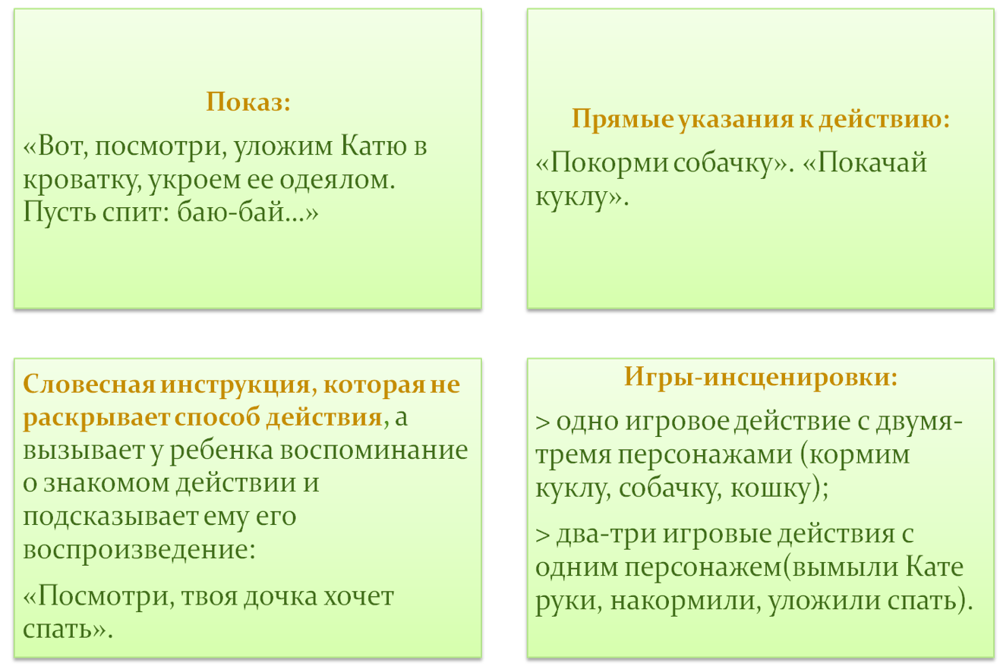 Показ:
«Вот, посмотри, уложим Катю в
кроватку, укроем ее одеялом.
Пусть спит: баю-бай...»
Прямые указания к действию:
«Покорми собачку». «Покачай
куклу».
Словесная инструкция, которая не
раскрывает способ действия, а
вызывает у ребенка воспоминание
о знакомом действии и
подсказывает ему его
воспроизведение:
«Посмотри, твоя дочка хочет
спать».
Игры-инсценировки:
> одно игровое действие с двумя-
тремя персонажами (кормим
куклу, собачку, кошку);
> два-три игровые действия с
одним персонажем(вымыли Кате
руки, накормили, уложили спать).